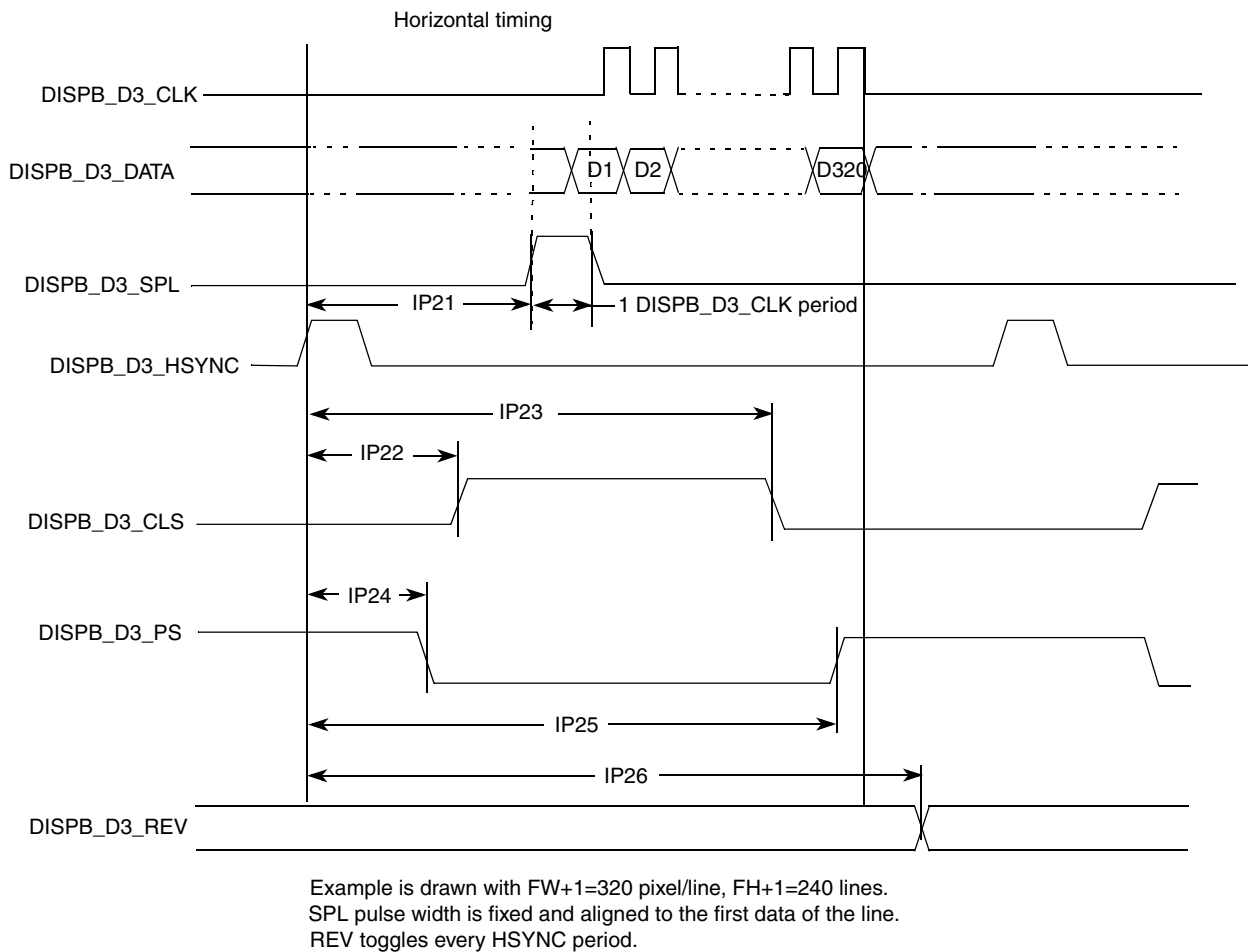 Horizontal timing
DISPB_D3_CLK
DISPB_D3_DATA
D1
D2
D320
DISPB_D3_SPL
IP21
1 DISPB_D3_CLK period
DISPB_D3_HSYNC
IP23
IP22
DISPB_D3_CLS
IP24
DISPB_D3_PS
IP25
IP26
DISPB_D3_REV
Example is drawn with FW+1=320 pixel/line, FH+1=240 lines.
SPL pulse width is fixed and aligned to the first data of the line.
REV toggles every HSYNC period.